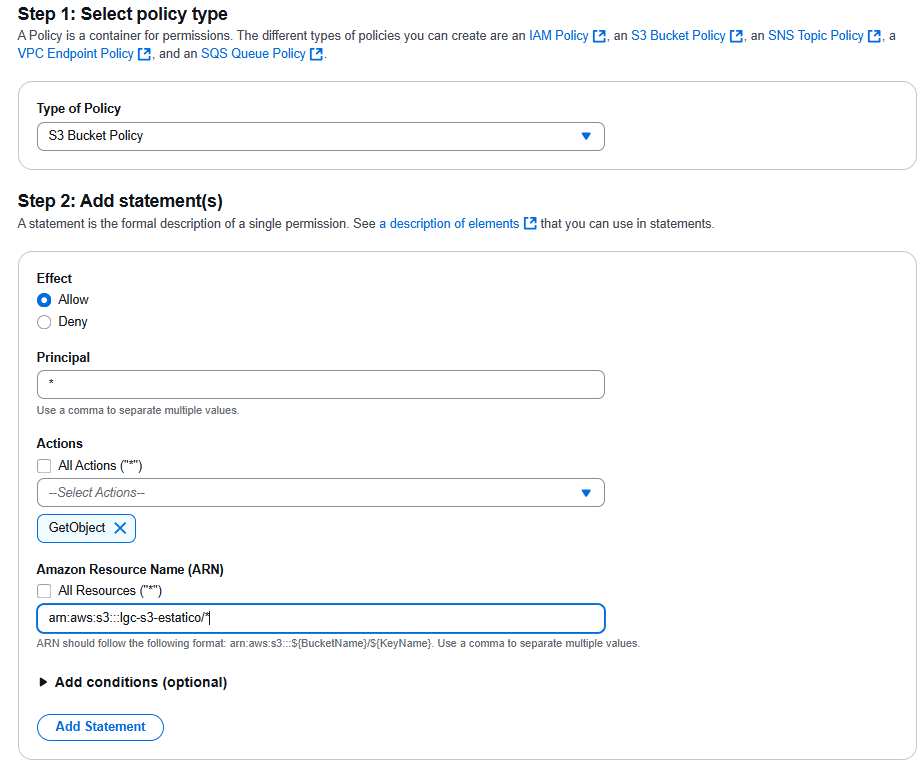 Step 1: Select policy type
A Policy is a container for permissions. The different types of policies you can create are an IAM Policy, an S3 Bucket Policy, an SNS Topic Policy, a
VPC Endpoint Policy, and an SQS Queue Policy.
Type of Policy
S3 Bucket Policy
Step 2: Add statement(s)
A statement is the formal description of a single permission. See a description of elements that you can use in statements.
Effect
Allow
Deny
Principal
*
Use a comma to separate multiple values.
Actions
All Actions ("*")
--Select Actions--
GetObject
Amazon Resource Name (ARN)
All Resources ("*")
arn:aws:s3:::lgc-s3-estatico/*
ARN should follow the following format: arn:aws:s3:::${BucketName}/${KeyName}. Use a comma to separate multiple values.
Add conditions (optional)
Add Statement